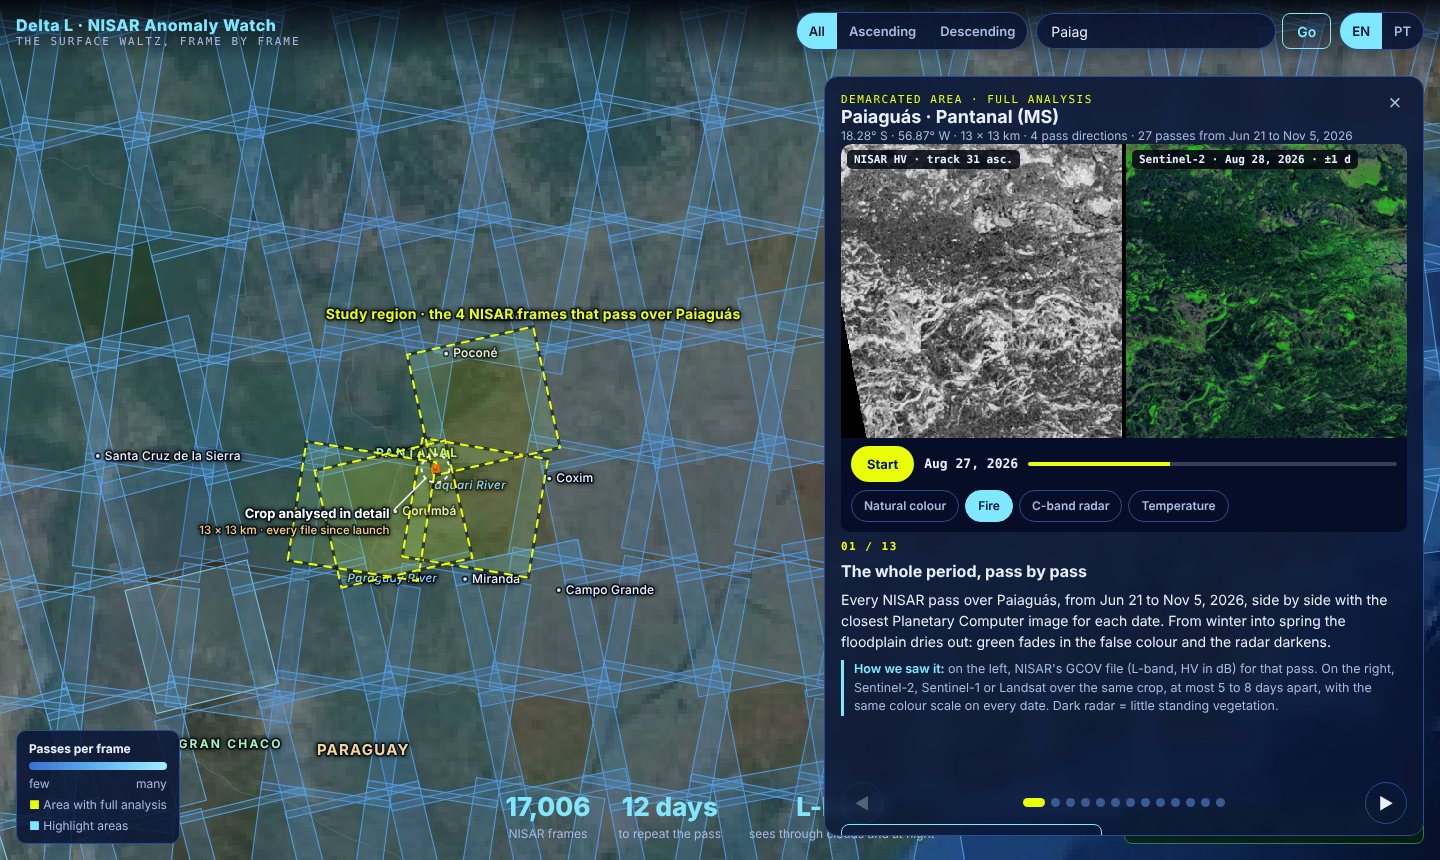 Delta L · NISAR Anomaly Watch
THE SURFACE WALTZ, FRAME BY FRAME
All
Ascending
Descending
Paiag
Go
EN
PT
DEMARCATED AREA · FULL ANALYSIS
Paiaguás · Pantanal (MS)
18.28° S · 56.87° W · 13 × 13 km · 4 pass directions · 27 passes from Jun 21 to Nov 5, 2026
NISAR HV · track 31 asc.
Sentinel-2 · Aug 28, 2026 · ±1 d
Start
Aug 27, 2026
Natural colour
Fire
C-band radar
Temperature
01 / 13
The whole period, pass by pass
Every NISAR pass over Paiaguás, from Jun 21 to Nov 5, 2026, side by side with the
closest Planetary Computer image for each date. From winter into spring the
floodplain dries out: green fades in the false colour and the radar darkens.
How we saw it: on the left, NISAR's GCOV file (L-band, HV in dB) for that pass. On the right,
Sentinel-2, Sentinel-1 or Landsat over the same crop, at most 5 to 8 days apart, with the
same colour scale on every date. Dark radar = little standing vegetation.
Study region · the 4 NISAR frames that pass over Paiaguás
Poconé
PANTANAL
Santa Cruz de la Sierra
Coxim
aquari River
Crop analysed in detail
Corumbá
13 × 13 km · every file since launch
Paraguay River
Miranda
Campo Grande
GRAN CHACO
PARAGUAY
Passes per frame
few
many
Area with full analysis
Highlight areas
17,006
NISAR frames
12 days
to repeat the pass
L-
sees through clouds and at night